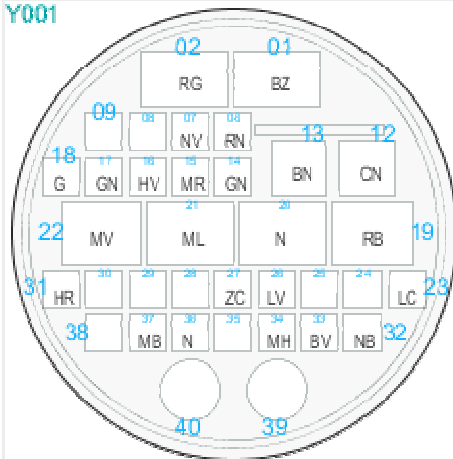 Y001
02 01
RG BZ
09 08 07 08
NV RN
13 12
18 17 16 15 14
G GN HV MR GN BN CN
21 20
22 MV ML N RB 19
31 30 29 28 27 26 25 24 23
HR ZC LV LC
38 37 36 35 34 33 32
MB N MH BV NB
40 39